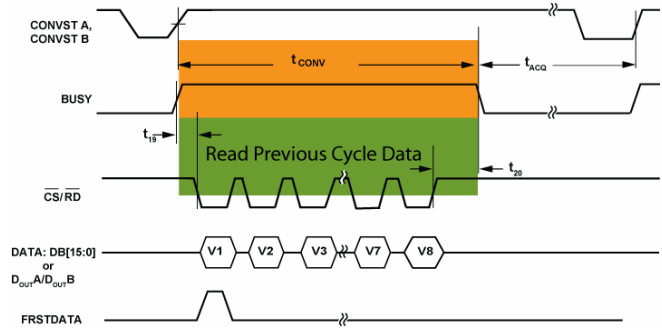 CONVST A,
CONVST B
t CONV
tACQ
BUSY
t19
Read Previous Cycle Data
t20
CS/RD
DATA: DB[15:0]
or
DOUTA/DOUTB
V1 V2 V3 V7 V8
FRSTDATA